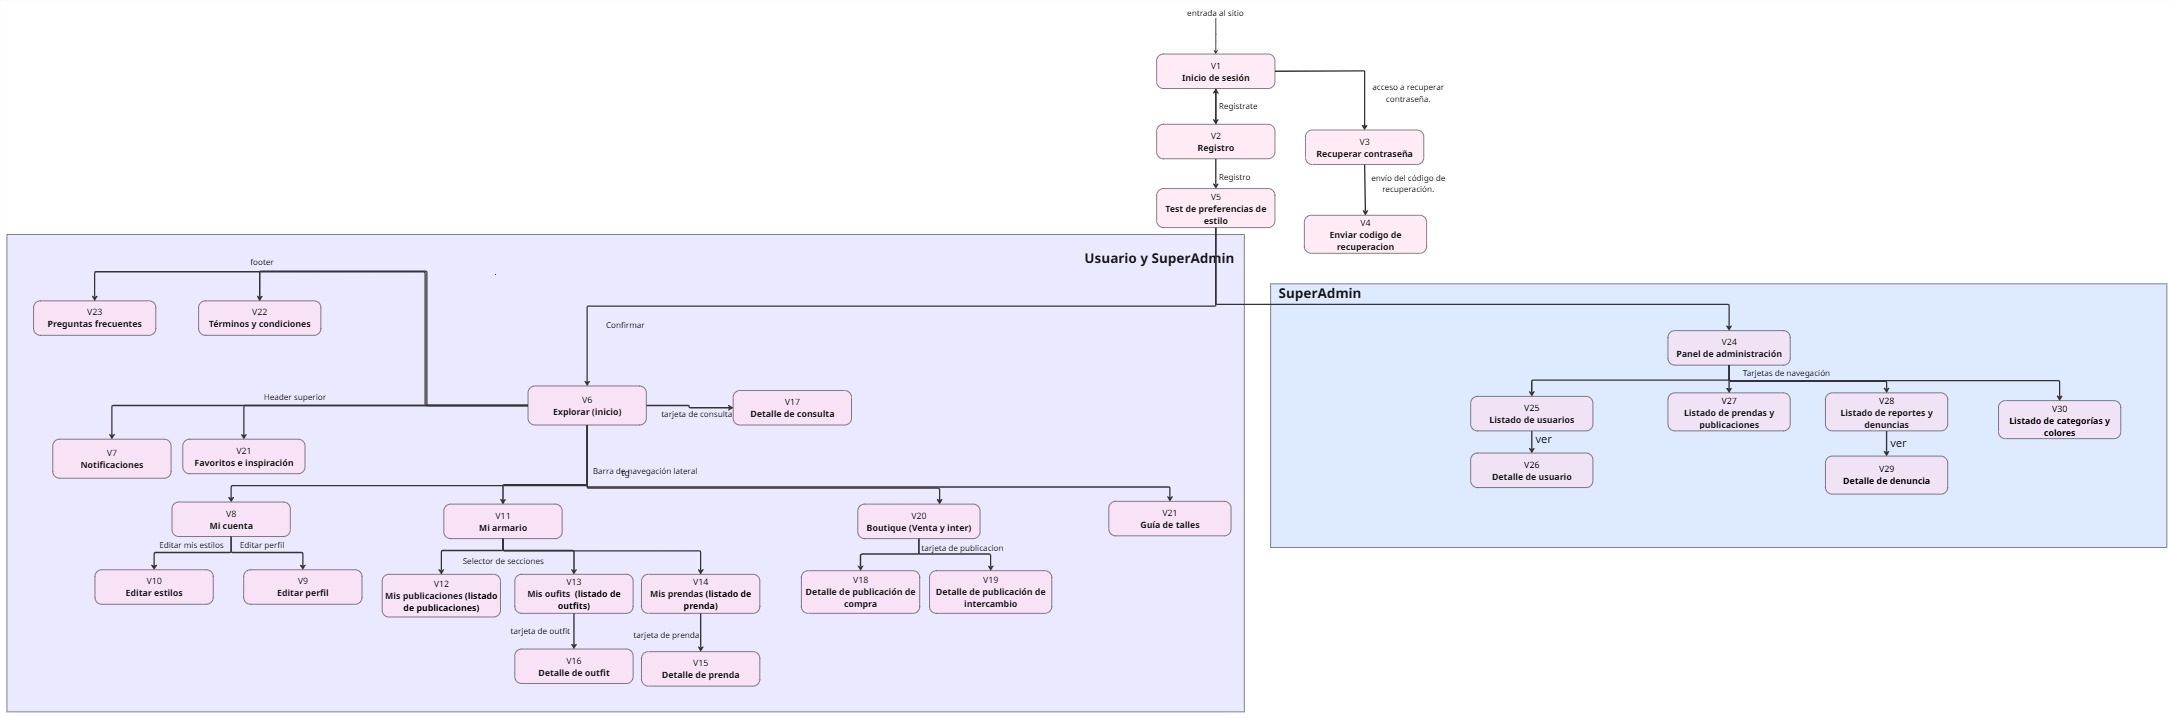 entrada al sitio
V1
Inicio de sesión
Registrate
acceso a recuperar
contraseña.
V2
Registro
V3
Recuperar contraseña
Registro
envío del código de
recuperación.
V5
Test de preferencias de
estilo
V4
Enviar codigo de
recuperacion
Usuario y SuperAdmin
footer
.
V23
Preguntas frecuentes
V22
Términos y condiciones
Confirmar
Header superior
V6
Explorar (inicio)
tarjeta de consulta
V17
Detalle de consulta
V7
Notificaciones
V21
Favoritos e inspiración
Barra de navegación lateral
fg
V8
Mi cuenta
V11
Mi armario
V20
Boutique (Venta y inter)
V21
Guía de talles
Editar mis estilos
Editar perfil
Selector de secciones
tarjeta de publicacion
V10
Editar estilos
V9
Editar perfil
V12
Mis publicaciones (listado
de publicaciones)
V13
Mis oufits (listado de
outfits)
V14
Mis prendas (listado de
prenda)
V18
Detalle de publicación de
compra
V19
Detalle de publicación de
intercambio
tarjeta de outfit
tarjeta de prenda
V16
Detalle de outfit
V15
Detalle de prenda
SuperAdmin
V24
Panel de administración
Tarjetas de navegación
V25
Listado de usuarios
V27
Listado de prendas y
publicaciones
V28
Listado de reportes y
denuncias
V30
Listado de categorías y
colores
ver
ver
V26
Detalle de usuario
V29
Detalle de denuncia